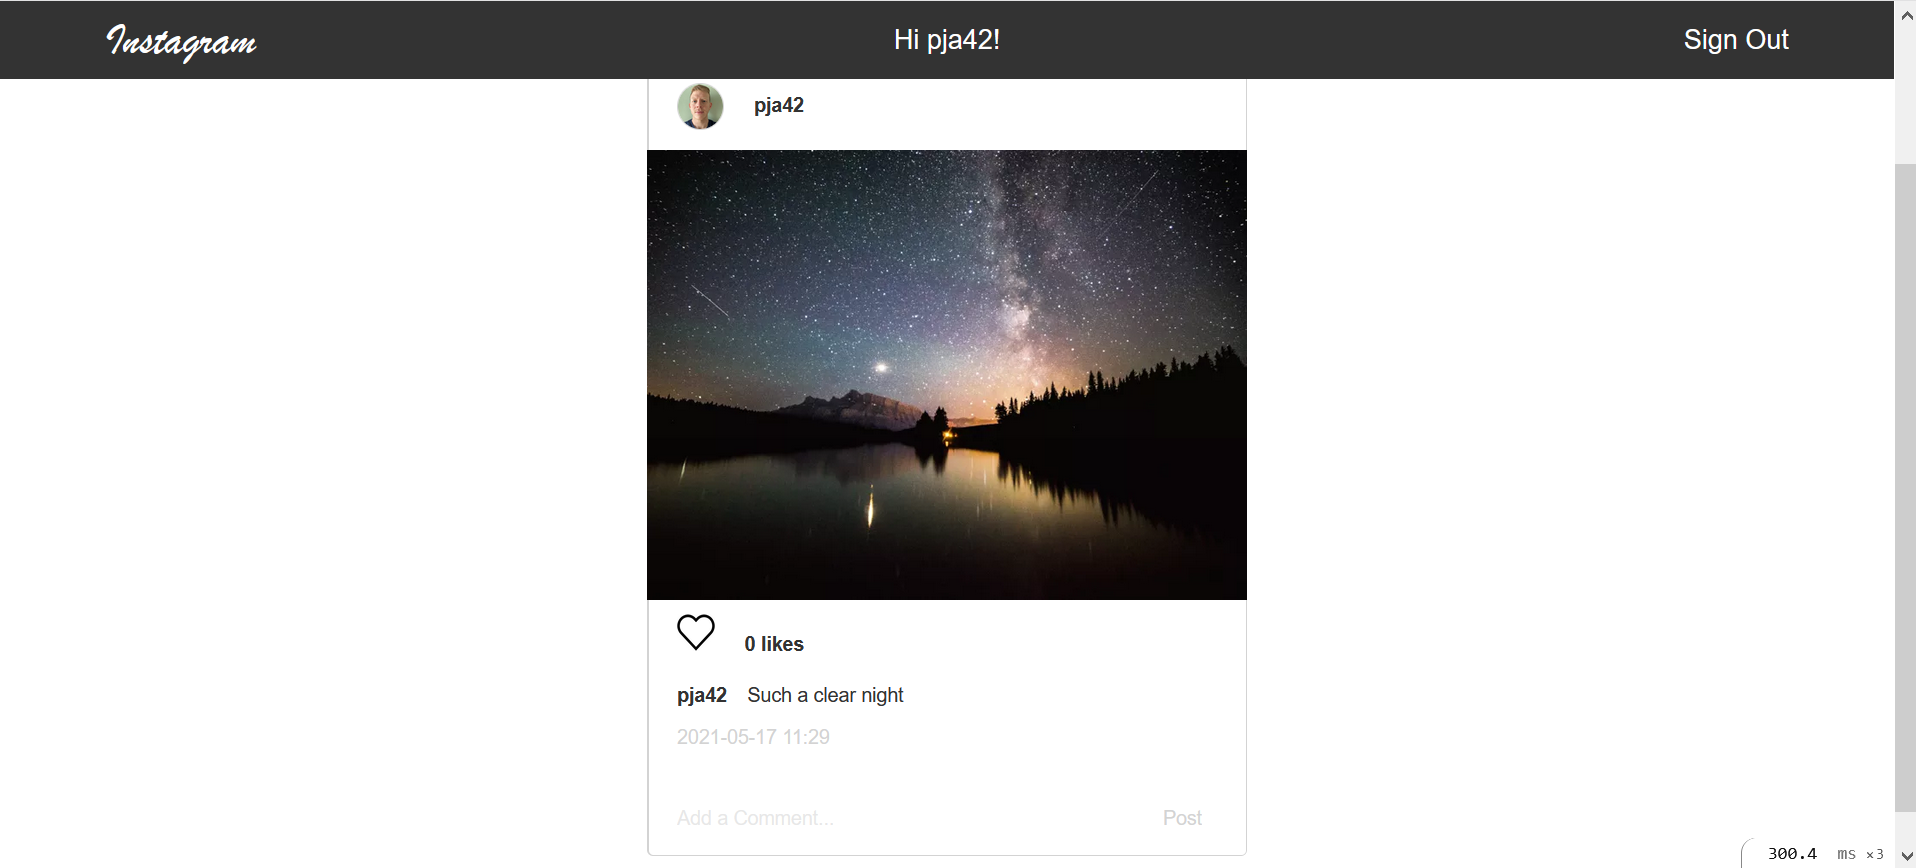 Instagram
Hi pja42!
Sign Out
pja42
0 likes
pja42 Such a clear night
2021-05-17 11:29
Add a Comment...
Post
300.4 ms ×3